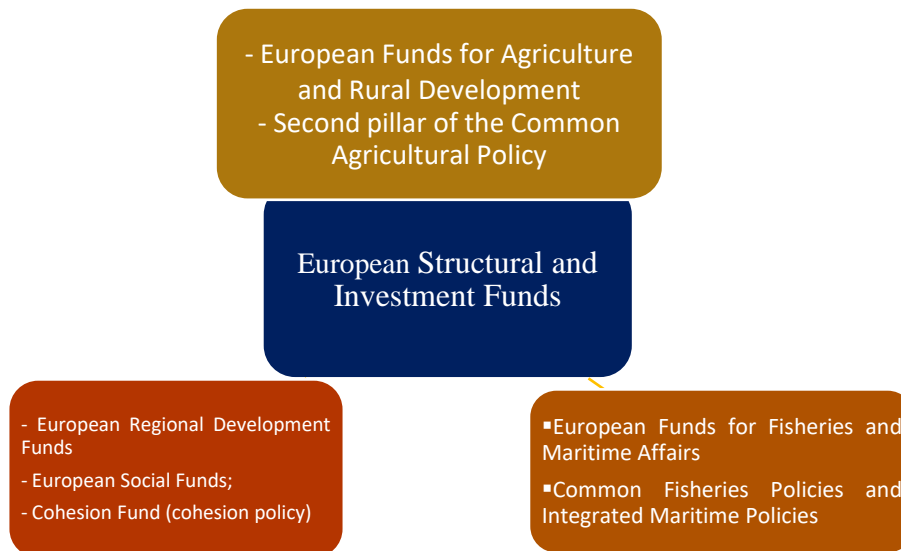 - European Funds for Agriculture
and Rural Development
- Second pillar of the Common
Agricultural Policy
European Structural and
Investment Funds
- European Regional Development
Funds
- European Social Funds;
- Cohesion Fund (cohesion policy)
▪European Funds for Fisheries and
Maritime Affairs
▪Common Fisheries Policies and
Integrated Maritime Policies